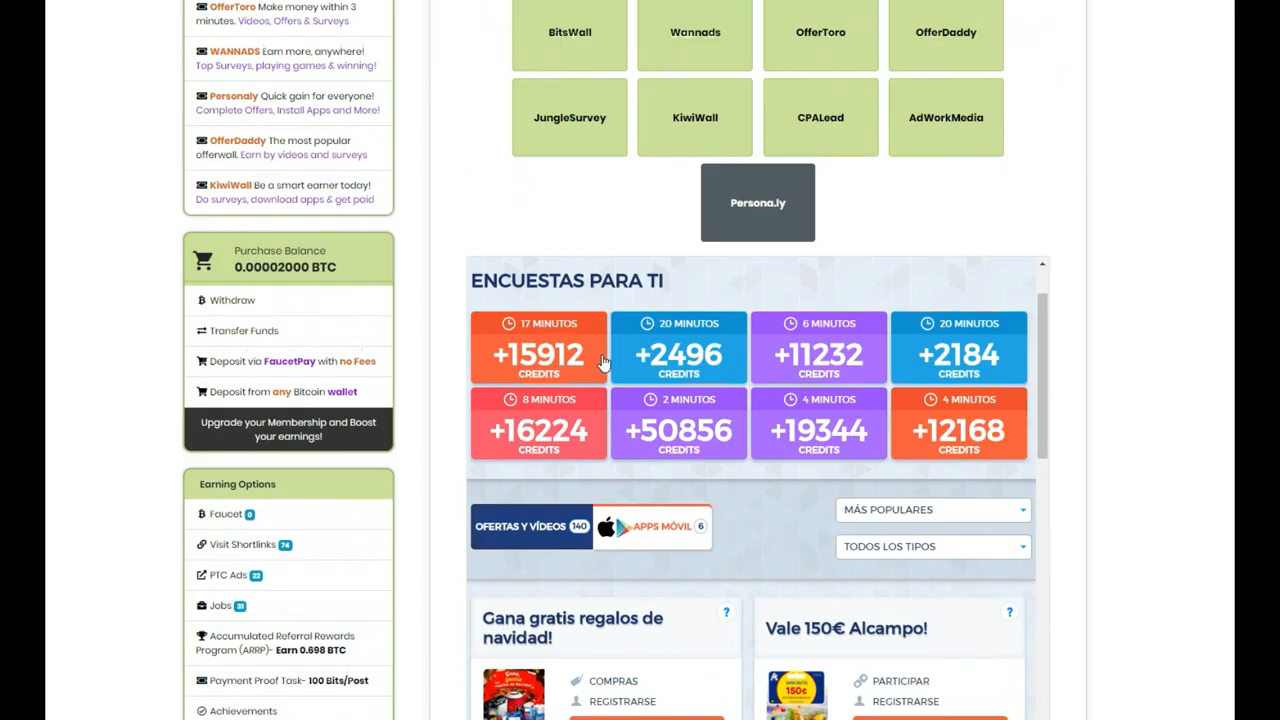 OfferToro Make money within 3
minutes. Videos, Offers & Surveys
WANNADS Earn more, anywhere!
Top Surveys, playing games & winning!
Personaly Quick gain for everyone!
Complete Offers, Install Apps and More!
OfferDaddy The most popular
offerwall. Earn by videos and surveys
KiwiWall Be a smart earner today!
Do surveys, download apps & get paid
Purchase Balance
0.00002000 BTC
Withdraw
Transfer Funds
Deposit via FaucetPay with no Fees
Deposit from any Bitcoin wallet
Upgrade your Membership and Boost
your earnings!
Earning Options
Faucet 0
Visit Shortlinks 74
PTC Ads 22
Jobs 31
Accumulated Referral Rewards
Program (ARRP)- Earn 0.698 BTC
Payment Proof Task- 100 Bits/Post
Achievements
BitsWall Wannads OfferToro OfferDaddy
JungleSurvey KiwiWall CPALead AdWorkMedia
Persona.ly
ENCUESTAS PARA TI
17 MINUTOS 20 MINUTOS 6 MINUTOS 20 MINUTOS
+15912 +2496 +11232 +2184
CREDITS CREDITS CREDITS CREDITS
8 MINUTOS 2 MINUTOS 4 MINUTOS 4 MINUTOS
+16224 +50856 +19344 +12168
CREDITS CREDITS CREDITS CREDITS
OFERTAS Y VÍDEOS 140 APPS MÓVIL 6
MÁS POPULARES
TODOS LOS TIPOS
Gana gratis regalos de
navidad!
?
COMPRAS
REGISTRARSE
Vale 150€ Alcampo!
?
150€
PARTICIPAR
REGISTRARSE